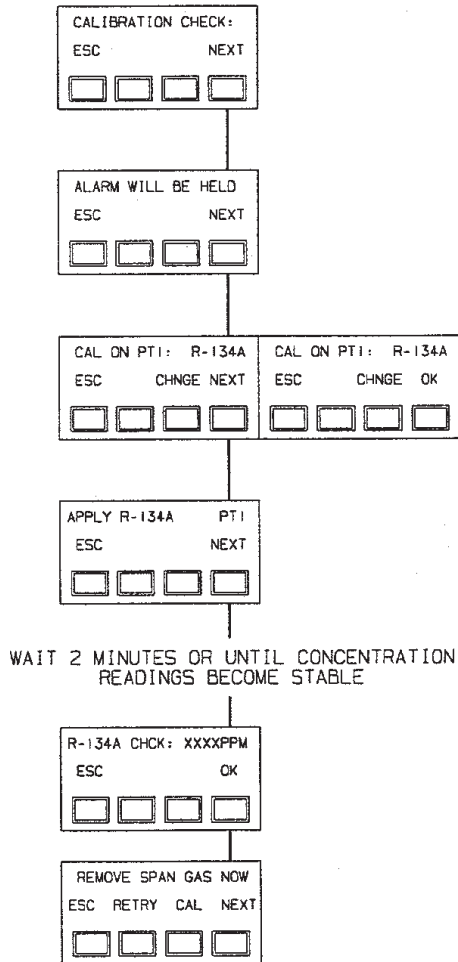 CALIBRATION CHECK:
ESC NEXT
ALARM WILL BE HELD
ESC NEXT
CAL ON PT1: R-134A
ESC CHNGE NEXT
CAL ON PT1: R-134A
ESC CHNGE OK
APPLY R-134A PT1
ESC NEXT
WAIT 2 MINUTES OR UNTIL CONCENTRATION
READINGS BECOME STABLE
R-134A CHCK: XXXXPPM
ESC OK
REMOVE SPAN GAS NOW
ESC RETRY CAL NEXT